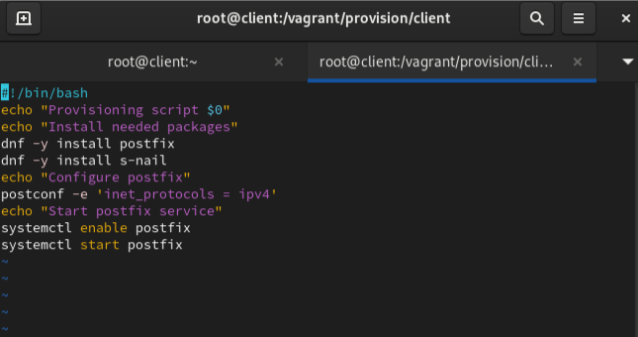 root@client:/vagrant/provision/client
root@client:~
root@client:/vagrant/provision/cli...
#!/bin/bash
echo "Provisioning script $0"
echo "Install needed packages"
dnf -y install postfix
dnf -y install s-nail
echo "Configure postfix"
postconf -e 'inet_protocols = ipv4'
echo "Start postfix service"
systemctl enable postfix
systemctl start postfix
~
~
~
~
~